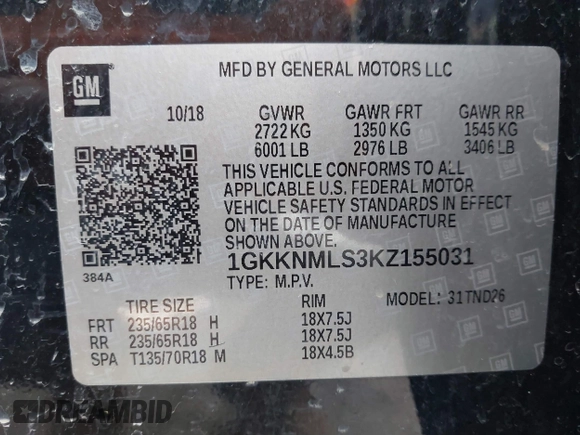 GM
MFD BY GENERAL MOTORS LLC
10/18 GVWR GAWR FRT GAWR RR
2722 KG 1350 KG 1545 KG
6001 LB 2976 LB 3406 LB
THIS VEHICLE CONFORMS TO ALL
APPLICABLE U.S. FEDERAL MOTOR
VEHICLE SAFETY STANDARDS IN EFFECT
ON THE DATE OF MANUFACTURE
SHOWN ABOVE.
384A
1GKKNMLS3KZ155031
TYPE: M.P.V. MODEL: 31TND26
TIRE SIZE RIM
FRT 235/65R18 H 18X7.5J
RR 235/65R18 H 18X7.5J
SPA T135/70R18 M 18X4.5B
DREAMBID